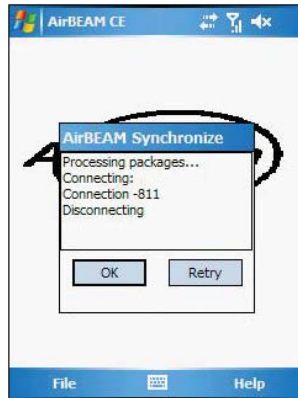 AirBEAM CE
AirBEAM Synchronize
Processing packages...
Connecting:
Connection -811
Disconnecting
OK
Retry
File
Help